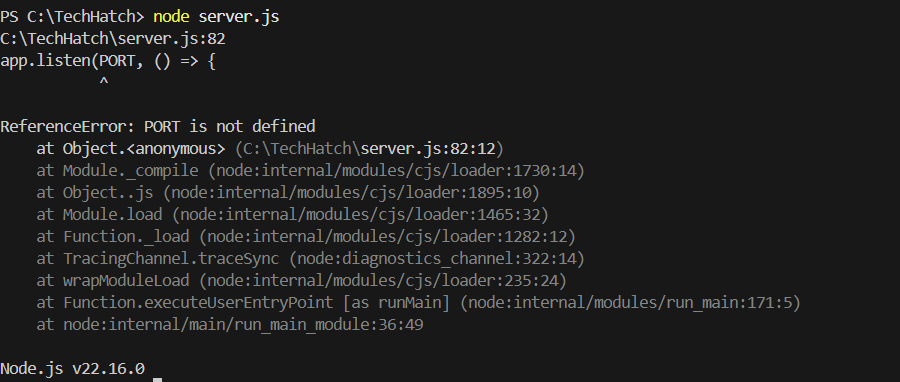 PS C:\TechHatch> node server.js
C:\TechHatch\server.js:82
app.listen(PORT, () => {
           ^

ReferenceError: PORT is not defined
    at Object.<anonymous> (C:\TechHatch\server.js:82:12)
    at Module._compile (node:internal/modules/cjs/loader:1730:14)
    at Object..js (node:internal/modules/cjs/loader:1895:10)
    at Module.load (node:internal/modules/cjs/loader:1465:32)
    at Function._load (node:internal/modules/cjs/loader:1282:12)
    at TracingChannel.traceSync (node:diagnostics_channel:322:14)
    at wrapModuleLoad (node:internal/modules/cjs/loader:235:24)
    at Function.executeUserEntryPoint [as runMain] (node:internal/modules/run_main:171:5)
    at node:internal/main/run_main_module:36:49

Node.js v22.16.0